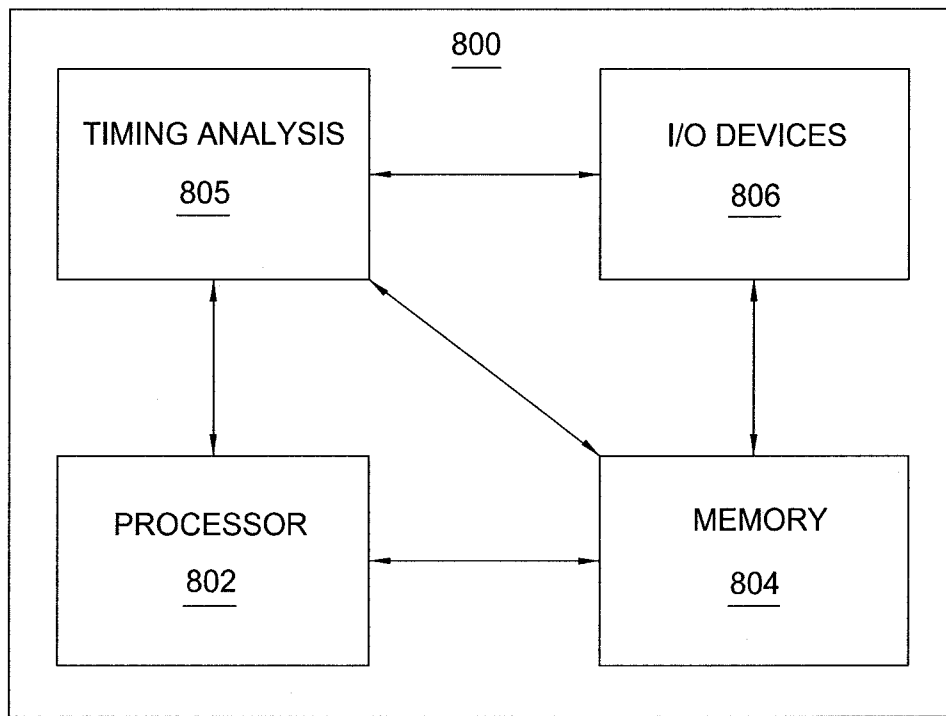 800
TIMING ANALYSIS
805
I/O DEVICES
806
PROCESSOR
802
MEMORY
804